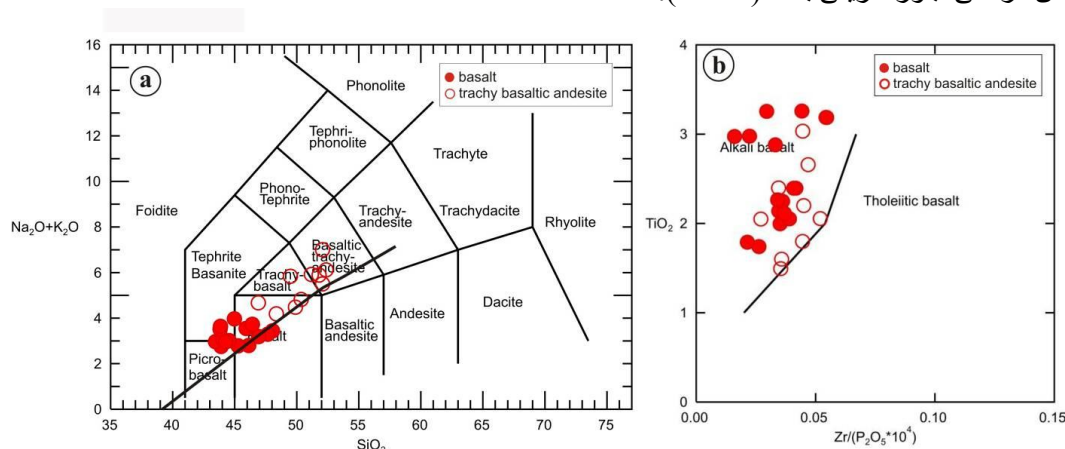 a
basalt
trachy basaltic andesite
Phonolite
Tephri-
phonolite
Trachyte
Phono-
Tephrite
Foidite
Trachy-
andesite
Trachydacite
Rhyolite
Basaltic
trachy-
andesite
Tephrite
Basanite
Trachy-
basalt
Basaltic
andesite
Andesite
Dacite
Picro-
basalt
Na2O+K2O
16
14
12
10
8
6
4
2
0
35 40 45 50 55 60 65 70 75
SiO2
b
basalt
trachy basaltic andesite
Alkali basalt
Tholeiitic basalt
TiO2
4
3
2
1
0
0.00 0.05 0.10 0.15
Zr/(P2O5*104)